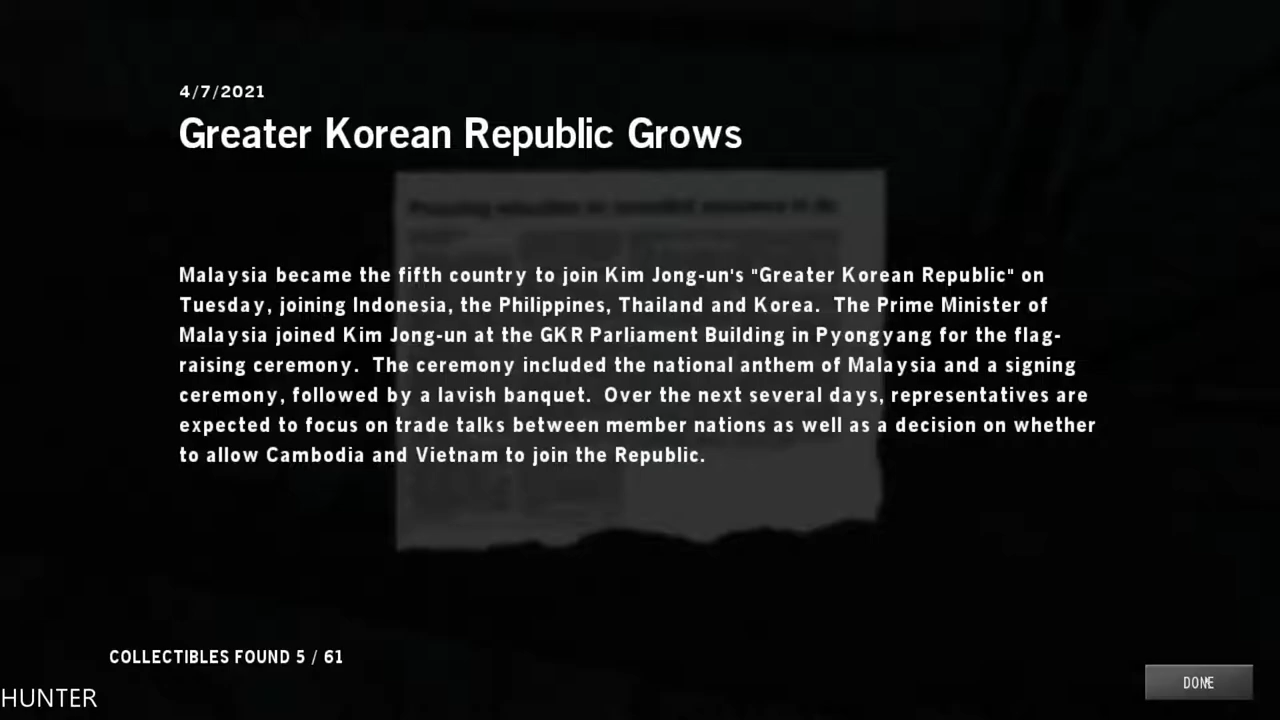 4/7/2021
Greater Korean Republic Grows
Malaysia became the fifth country to join Kim Jong-un's "Greater Korean Republic" on
Tuesday, joining Indonesia, the Philippines, Thailand and Korea.  The Prime Minister of
Malaysia joined Kim Jong-un at the GKR Parliament Building in Pyongyang for the flag-
raising ceremony.  The ceremony included the national anthem of Malaysia and a signing
ceremony, followed by a lavish banquet.  Over the next several days, representatives are
expected to focus on trade talks between member nations as well as a decision on whether
to allow Cambodia and Vietnam to join the Republic.
COLLECTIBLES FOUND 5 / 61
DONE
HUNTER